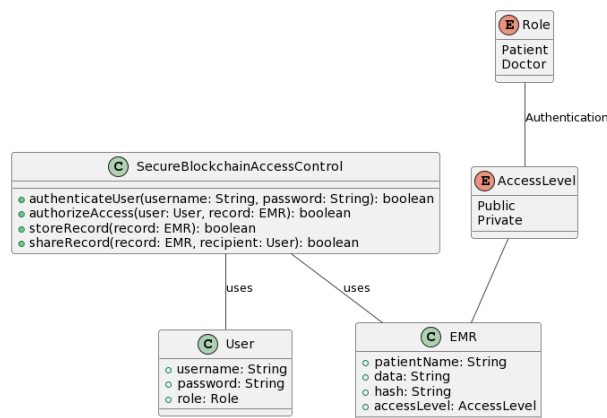 E Role
Patient
Doctor
Authentication
C SecureBlockchainAccessControl
authenticateUser(username: String, password: String): boolean
authorizeAccess(user: User, record: EMR): boolean
storeRecord(record: EMR): boolean
shareRecord(record: EMR, recipient: User): boolean
E AccessLevel
Public
Private
uses
uses
C User
username: String
password: String
role: Role
C EMR
patientName: String
data: String
hash: String
accessLevel: AccessLevel